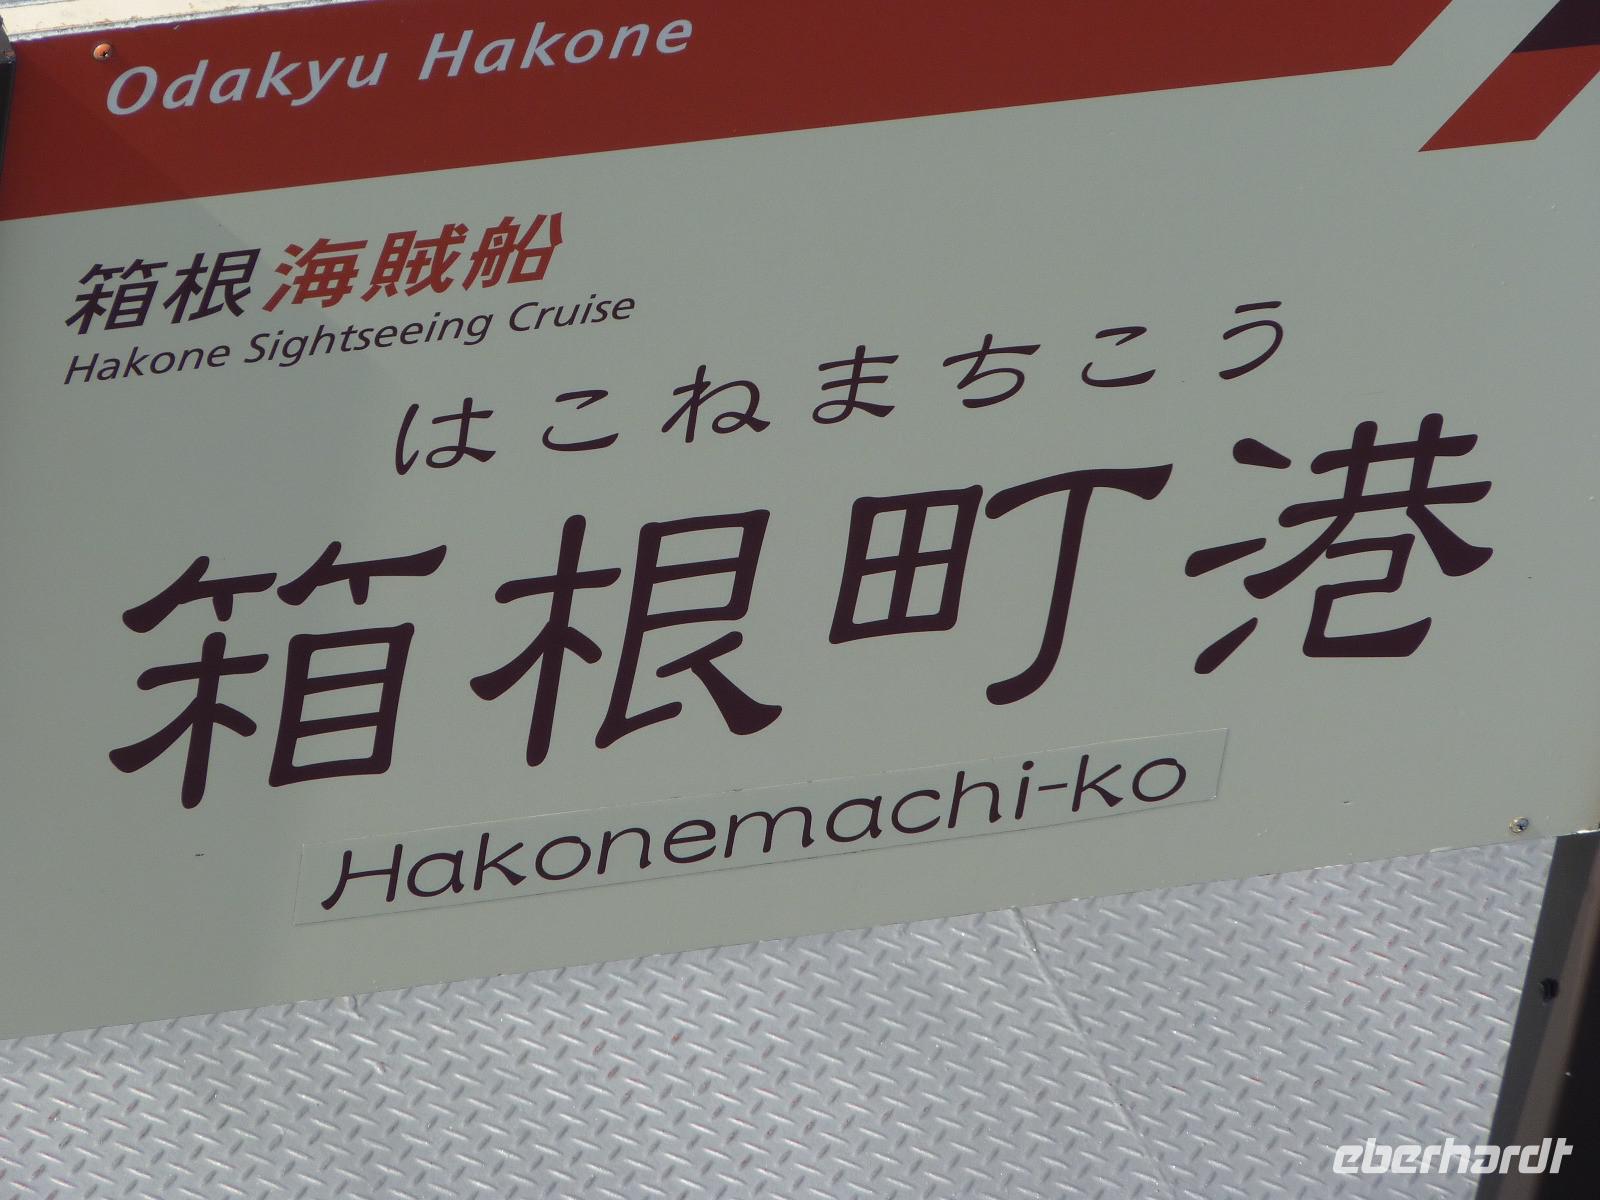 Odakyu Hakone
箱根海賊船
Hakone Sightseeing Cruise
はこねまちこう
箱根町港
Hakonemachi-ko
eberhardt